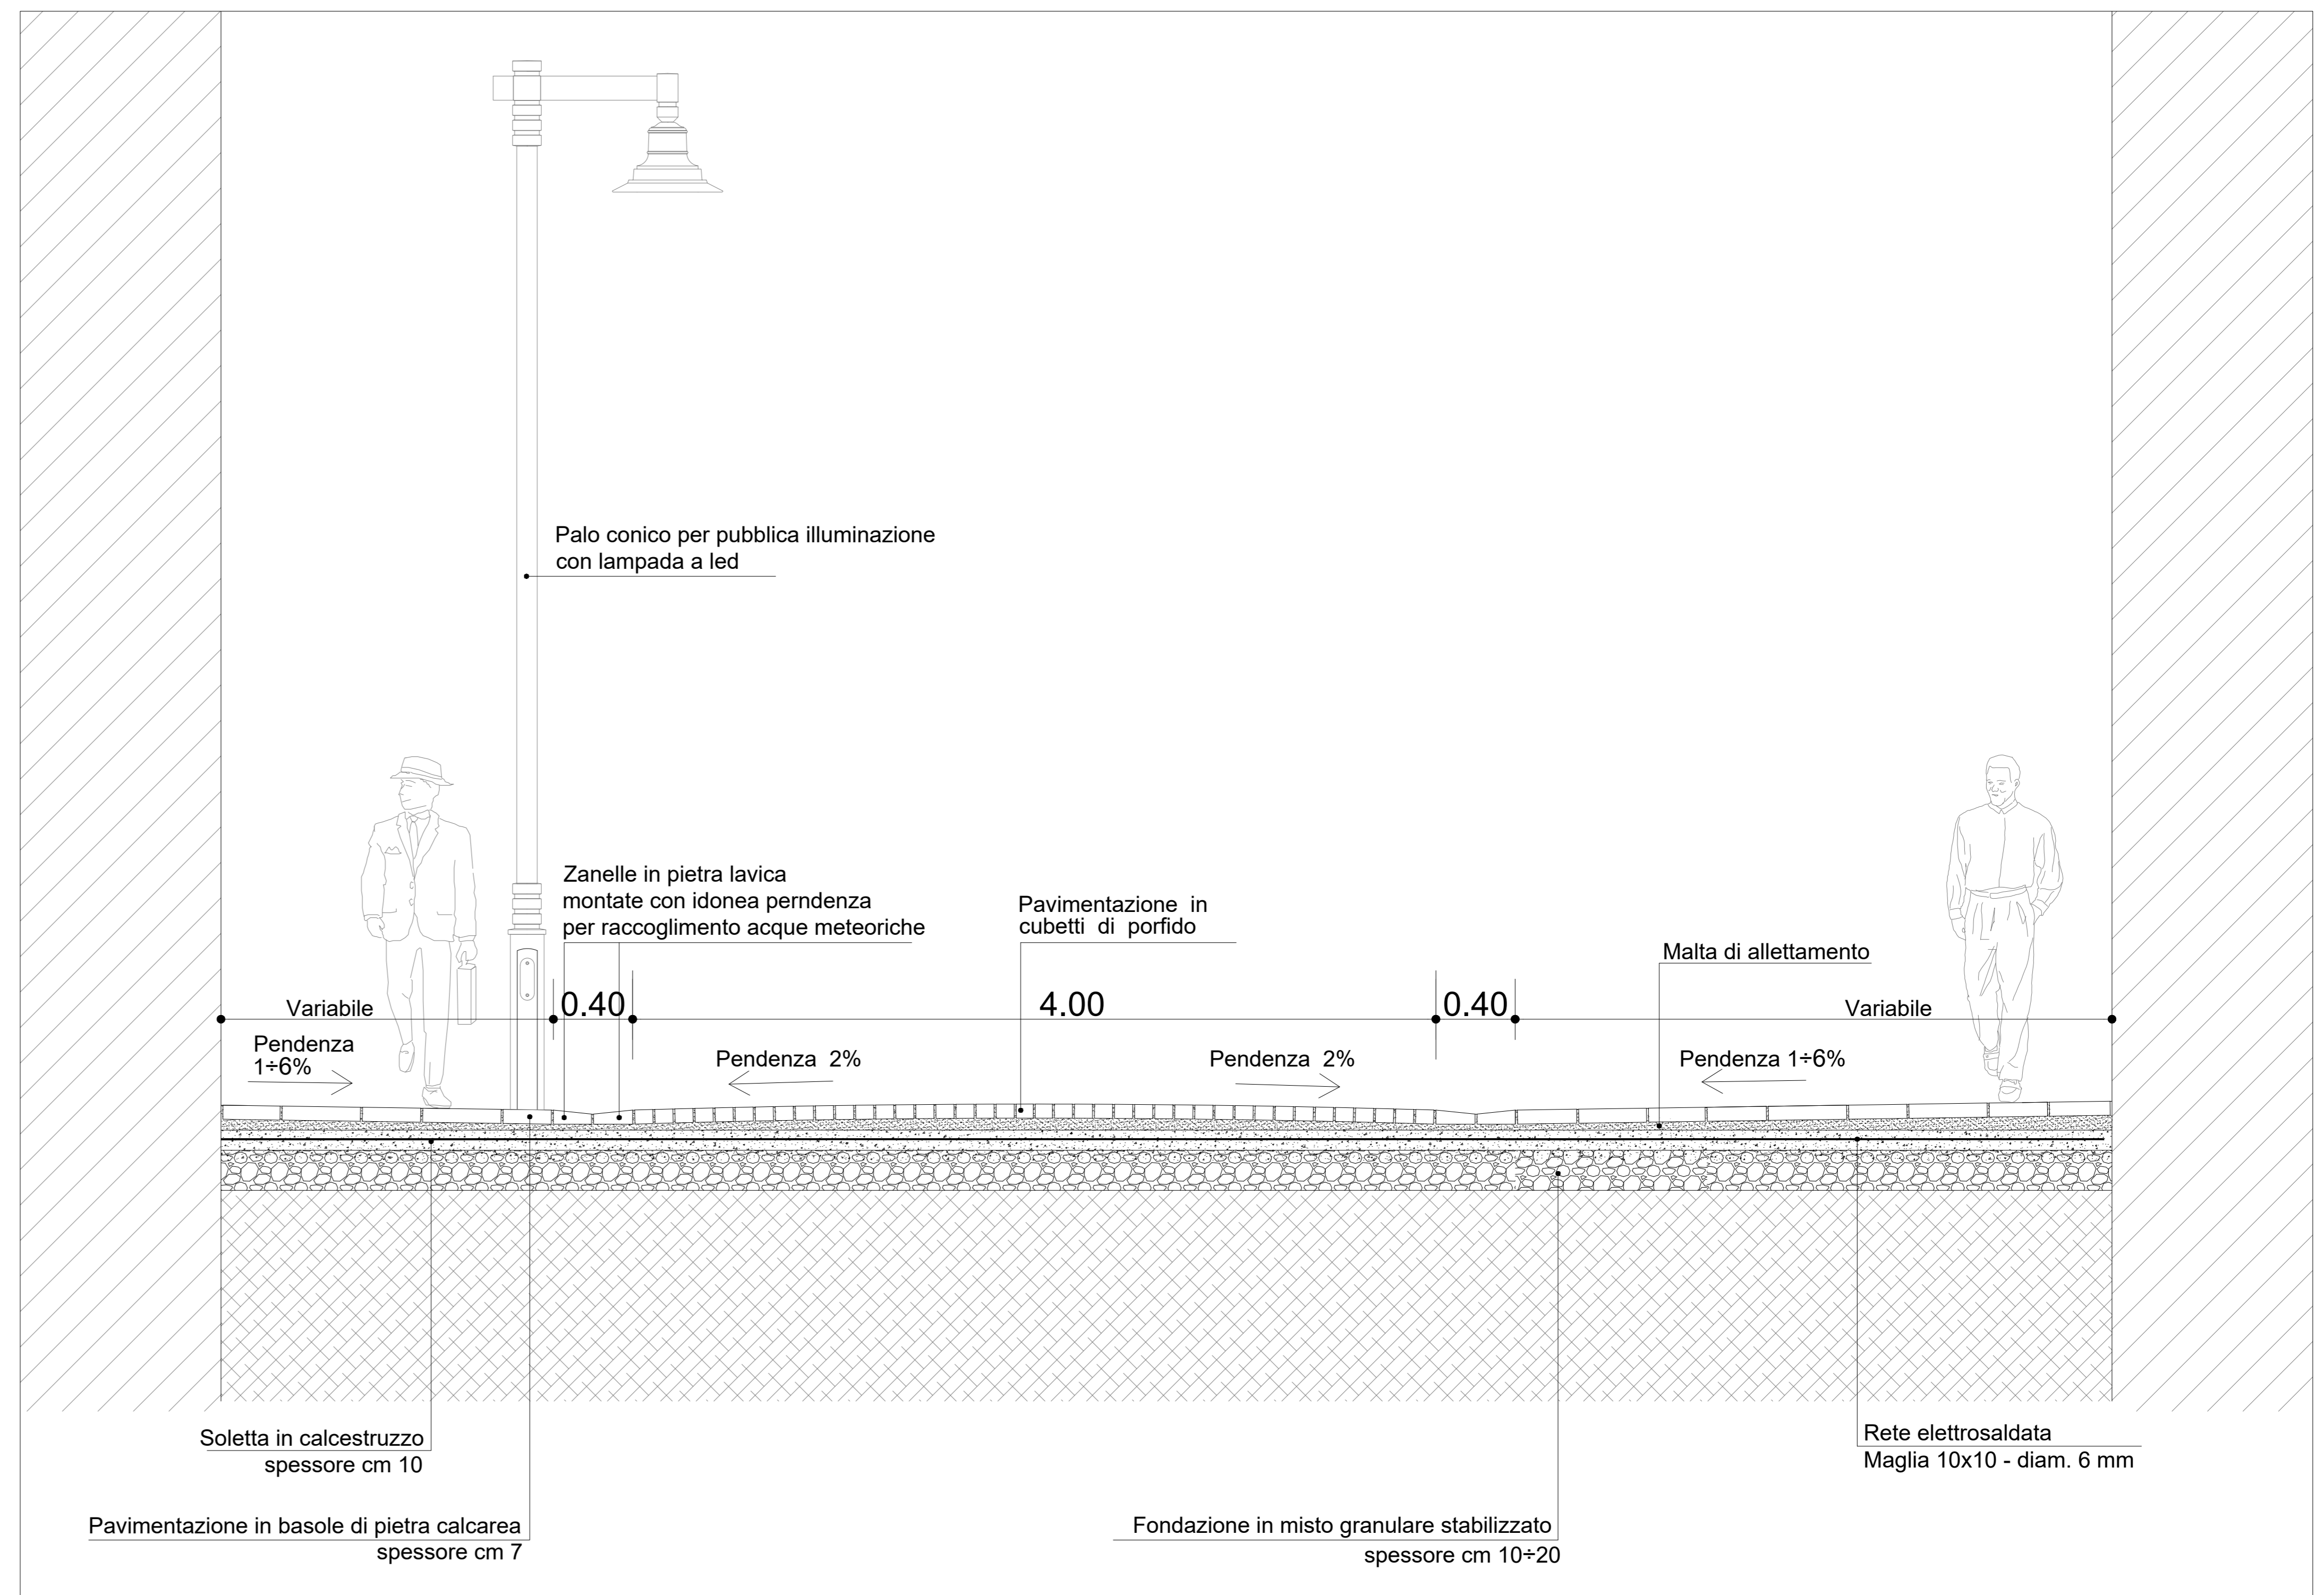 Palo conico per pubblica illuminazione
con lampada a led
Zanelle in pietra lavica
montate con idonea perndenza
per raccoglimento acque meteoriche
Pavimentazione in
cubetti di porfido
Malta di allettamento
Variabile
0.40
4.00
0.40
Variabile
Pendenza
1÷6%
Pendenza 2%
Pendenza 2%
Pendenza 1÷6%
Soletta in calcestruzzo
spessore cm 10
Rete elettrosaldata
Maglia 10x10 - diam. 6 mm
Pavimentazione in basole di pietra calcarea
spessore cm 7
Fondazione in misto granulare stabilizzato
spessore cm 10÷20